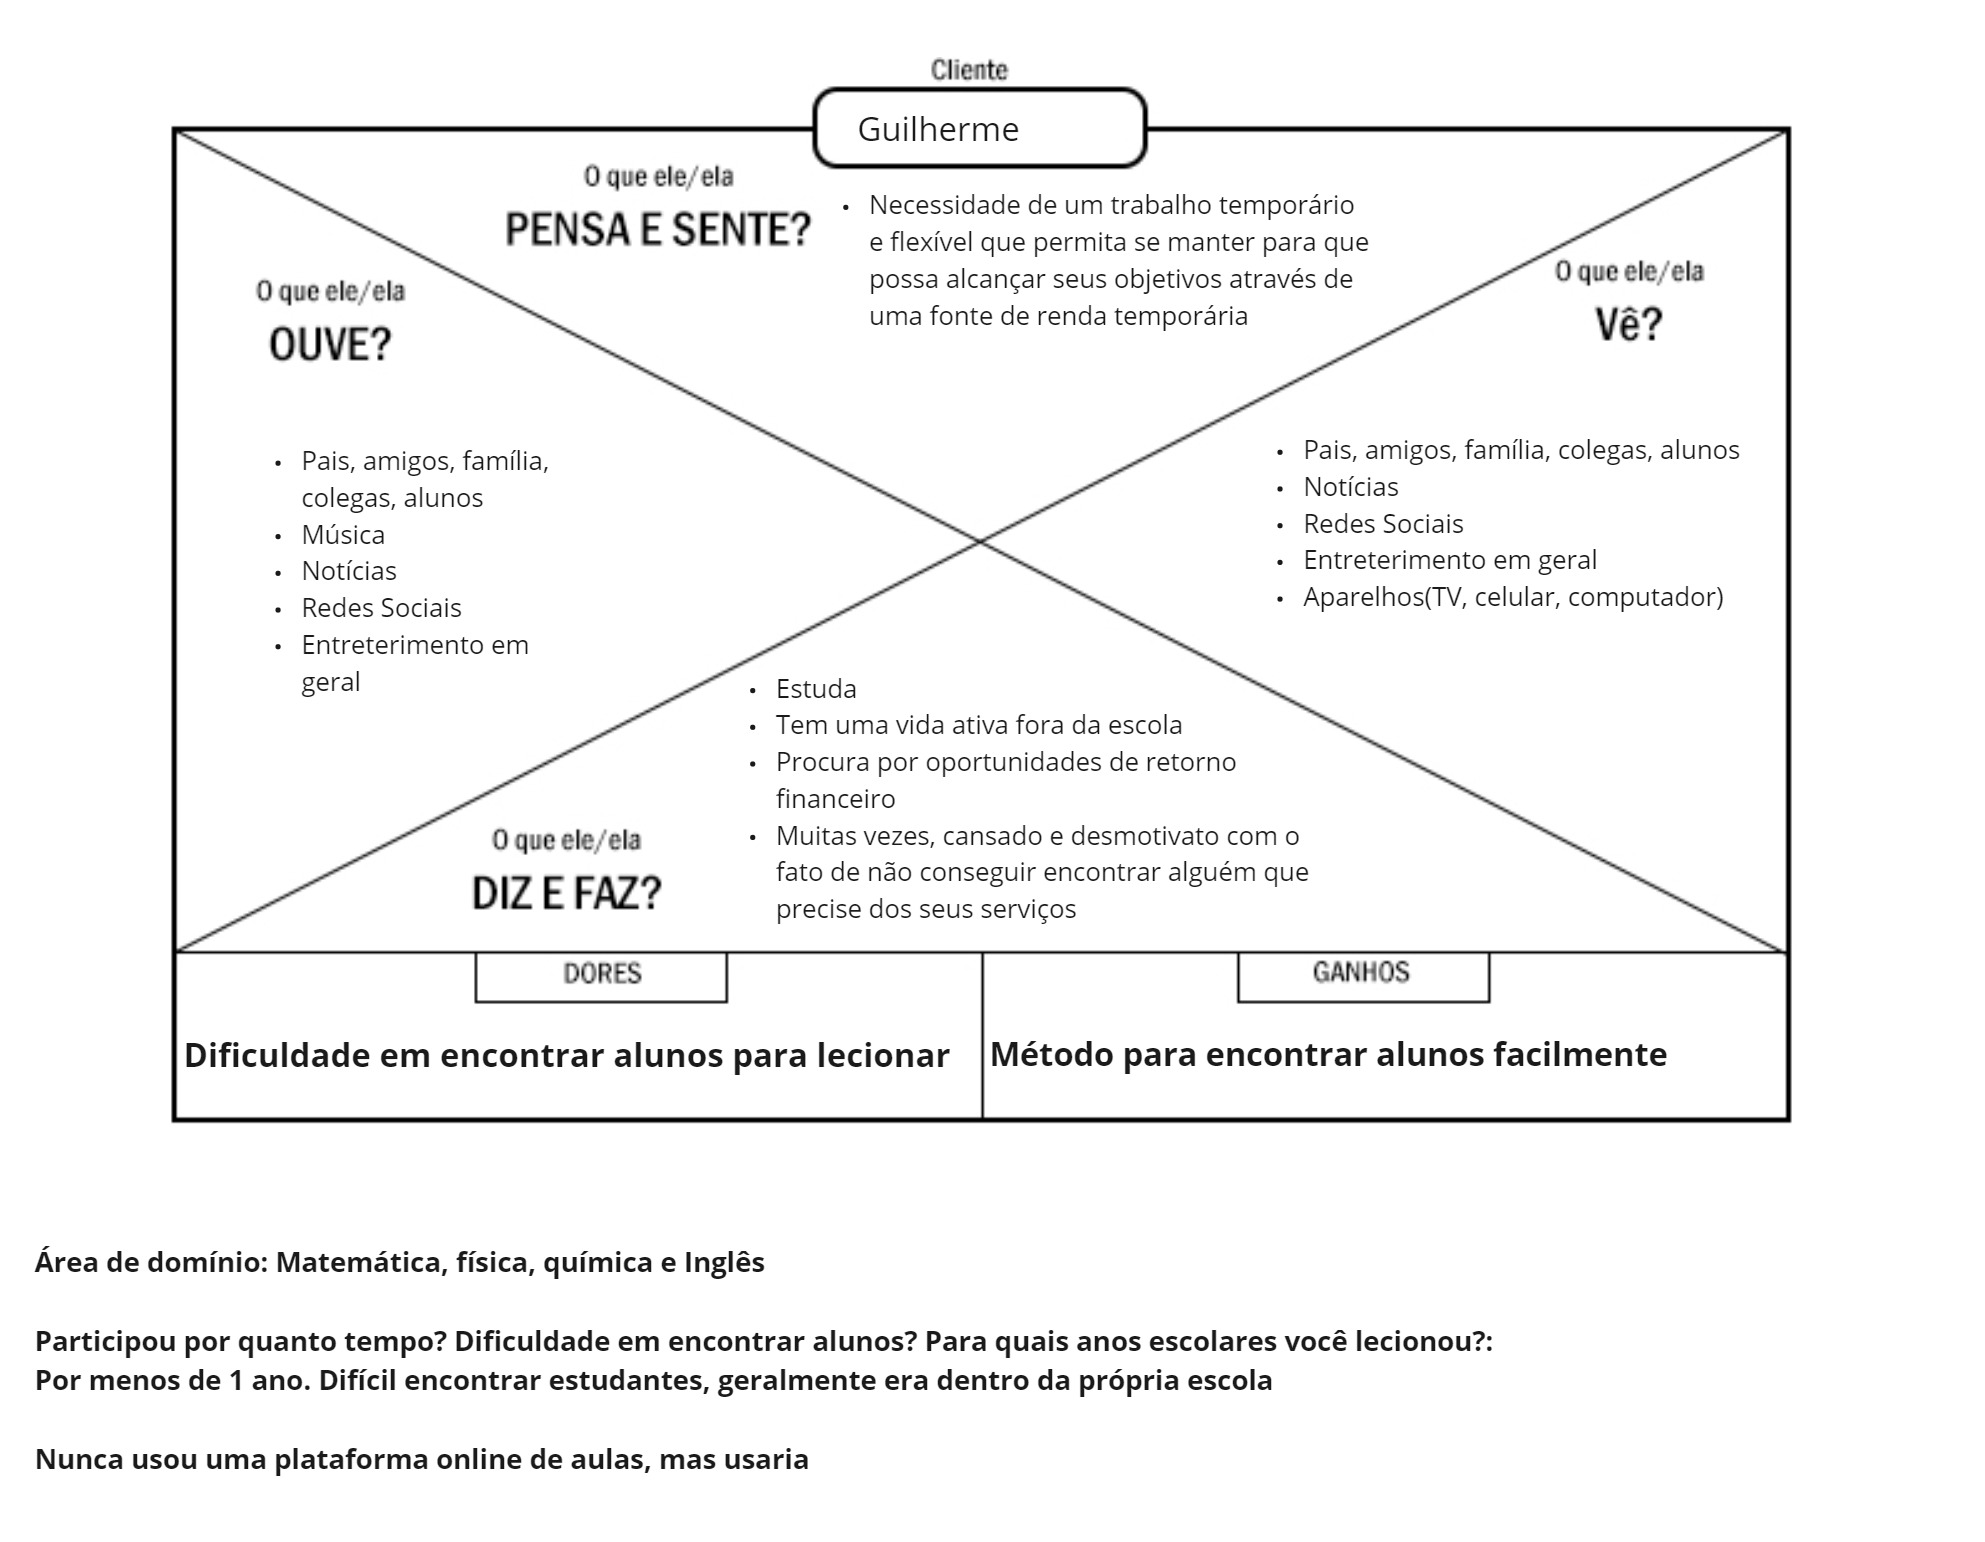 Cliente
Guilherme
O que ele/ela
PENSA E SENTE?
• Necessidade de um trabalho temporário
e flexível que permita se manter para que
possa alcançar seus objetivos através de
uma fonte de renda temporária
O que ele/ela
OUVE?
• Pais, amigos, família,
colegas, alunos
• Música
• Notícias
• Redes Sociais
• Entreterimento em
geral
O que ele/ela
Vê?
• Pais, amigos, família, colegas, alunos
• Notícias
• Redes Sociais
• Entreterimento em geral
• Aparelhos(TV, celular, computador)
O que ele/ela
DIZ E FAZ?
• Estuda
• Tem uma vida ativa fora da escola
• Procura por oportunidades de retorno
financeiro
• Muitas vezes, cansado e desmotivato com o
fato de não conseguir encontrar alguém que
precise dos seus serviços
DORES
Dificuldade em encontrar alunos para lecionar
GANHOS
Método para encontrar alunos facilmente
Área de domínio: Matemática, física, química e Inglês
Participou por quanto tempo? Dificuldade em encontrar alunos? Para quais anos escolares você lecionou?:
Por menos de 1 ano. Difícil encontrar estudantes, geralmente era dentro da própria escola
Nunca usou uma plataforma online de aulas, mas usaria